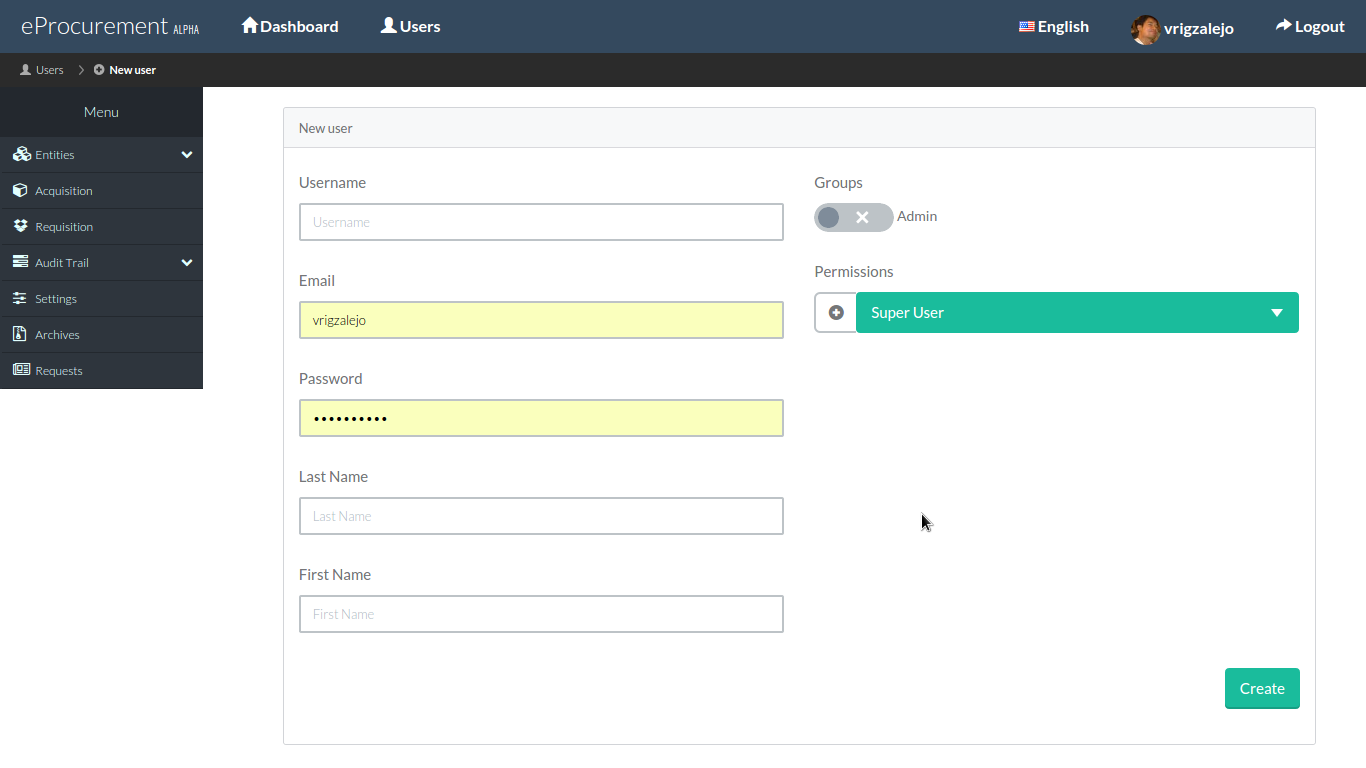 eProcurement ALPHA
Dashboard
Users
English
vrigzalejo
Logout
Users
New user
Menu
Entities
Acquisition
Requisition
Audit Trail
Settings
Archives
Requests
New user
Username
Username
Email
vrigzalejo
Password
••••••••••
Last Name
Last Name
First Name
First Name
Groups
Admin
Permissions
Super User
Create